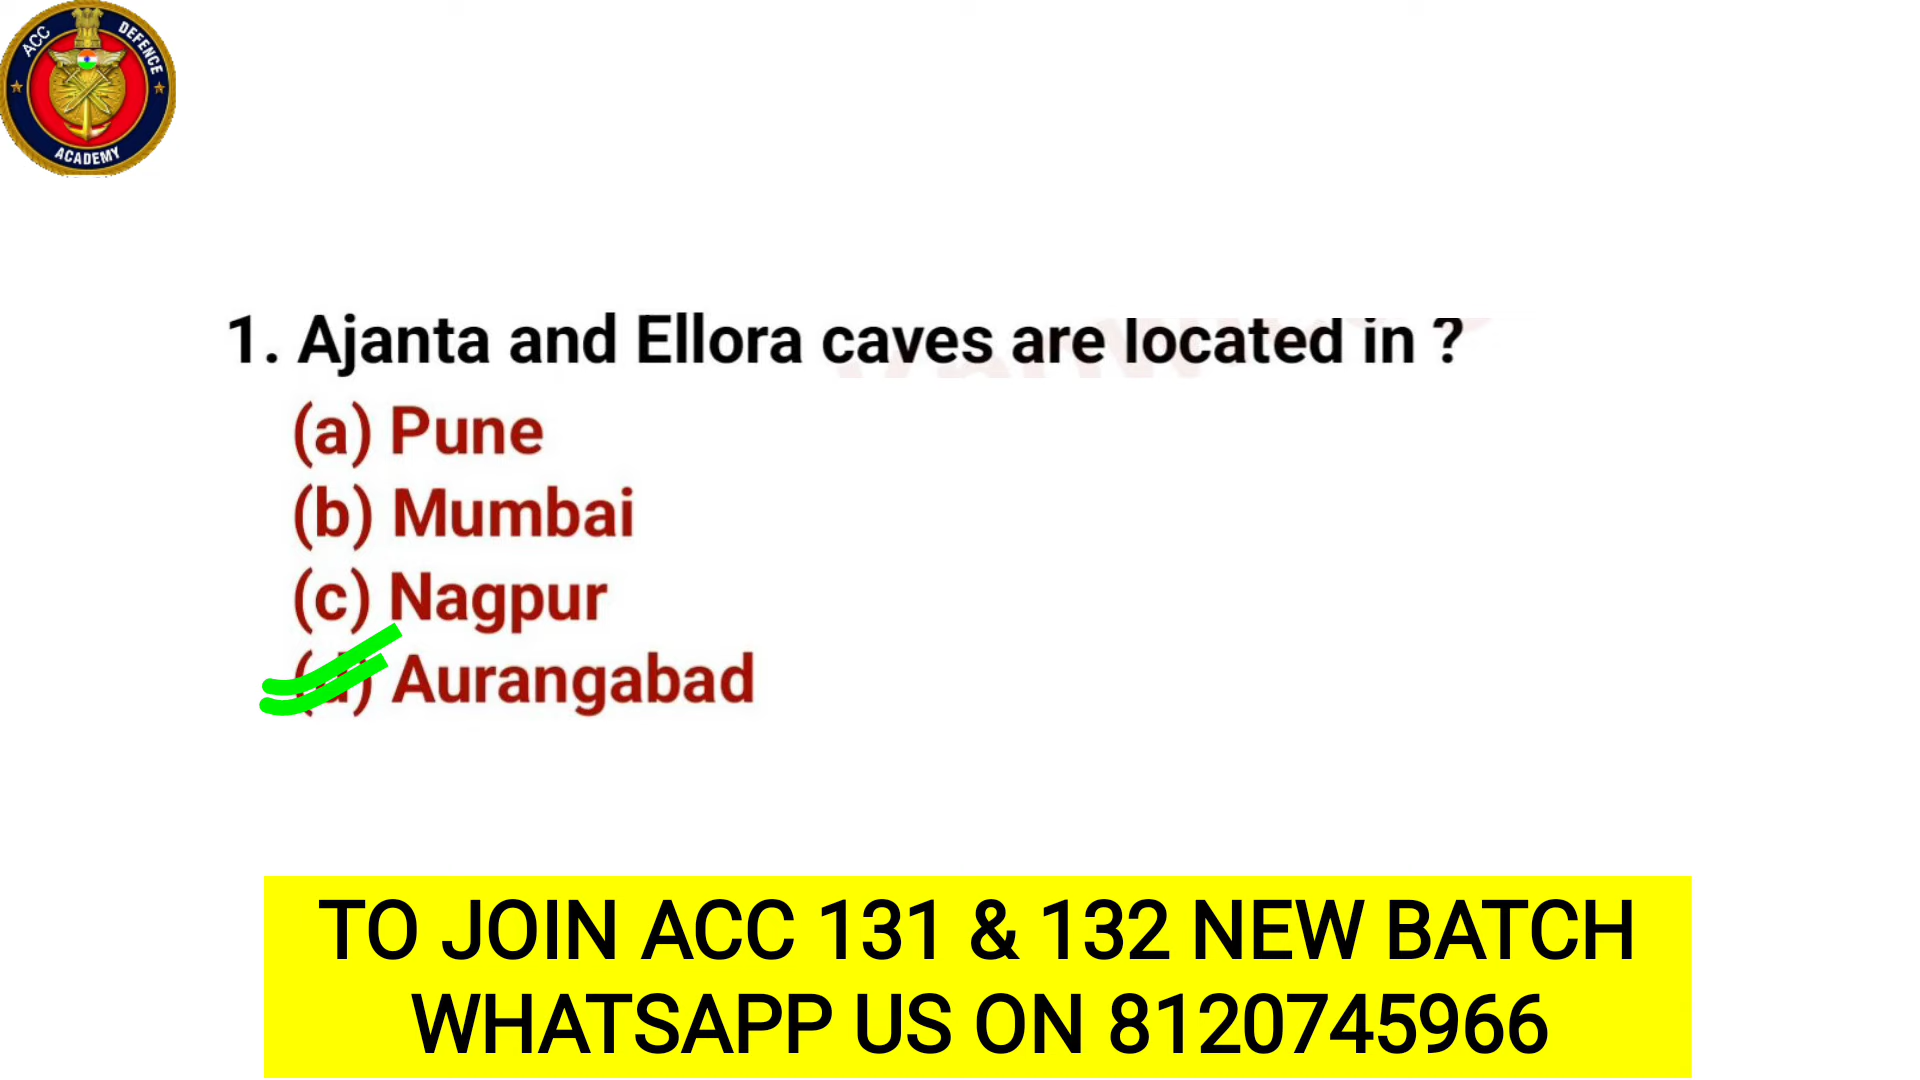 ACC DEFENCE
ACADEMY
1. Ajanta and Ellora caves are located in ?
(a) Pune
(b) Mumbai
(c) Nagpur
(d) Aurangabad
TO JOIN ACC 131 & 132 NEW BATCH
WHATSAPP US ON 8120745966